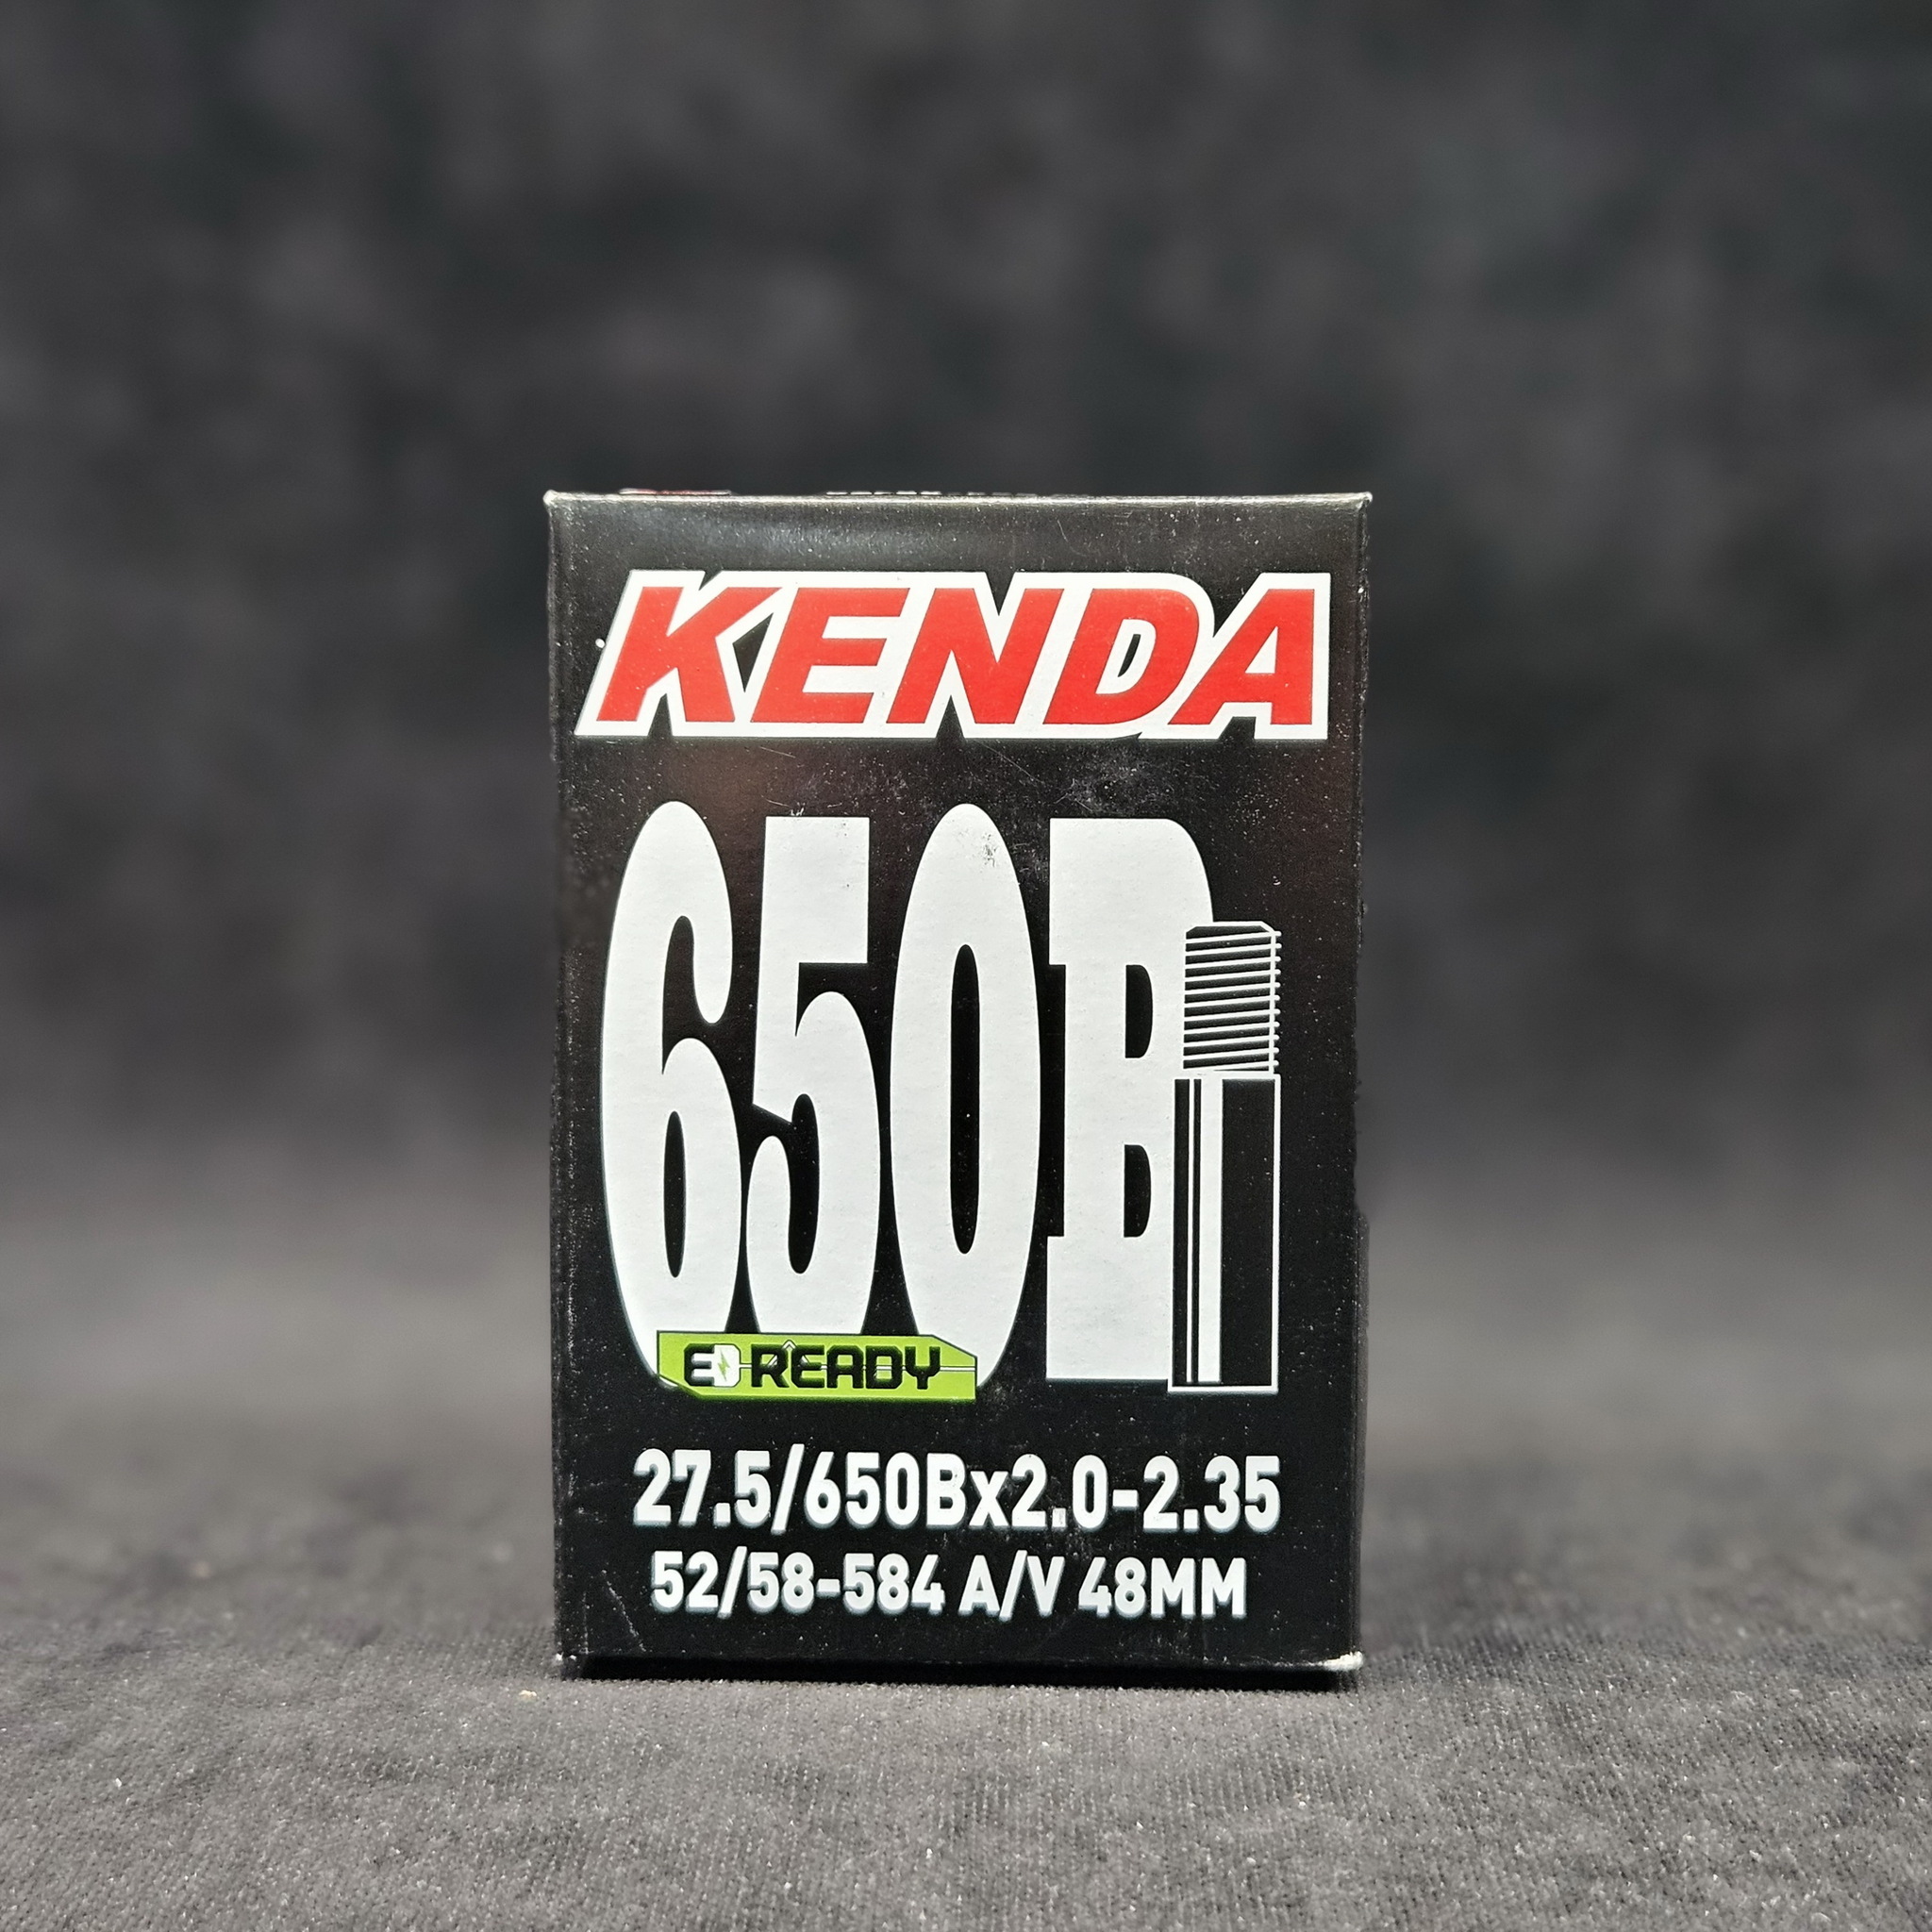 KENDA
650B
E READY
27.5/650Bx2.0-2.35
52/58-584 A/V 48MM